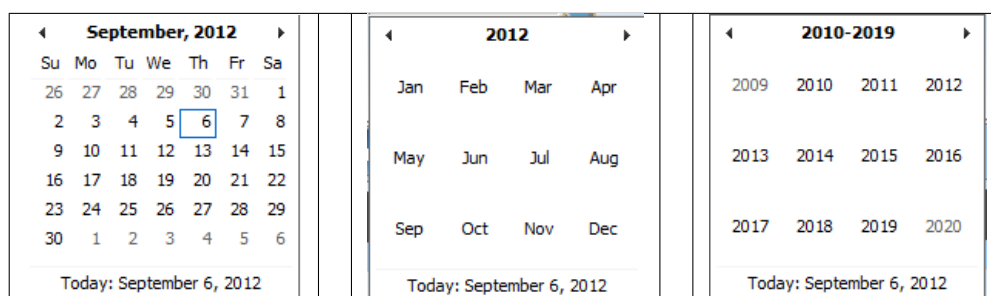 September, 2012
Su Mo Tu We Th Fr Sa
26 27 28 29 30 31 1
2 3 4 5 6 7 8
9 10 11 12 13 14 15
16 17 18 19 20 21 22
23 24 25 26 27 28 29
30 1 2 3 4 5 6
Today: September 6, 2012
2012
Jan Feb Mar Apr
May Jun Jul Aug
Sep Oct Nov Dec
Today: September 6, 2012
2010-2019
2009 2010 2011 2012
2013 2014 2015 2016
2017 2018 2019 2020
Today: September 6, 2012